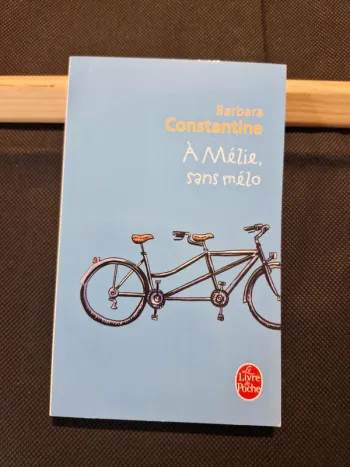 Barbara
Constantine
À Mélie,
sans mélo
Le
Livre
de
Poche